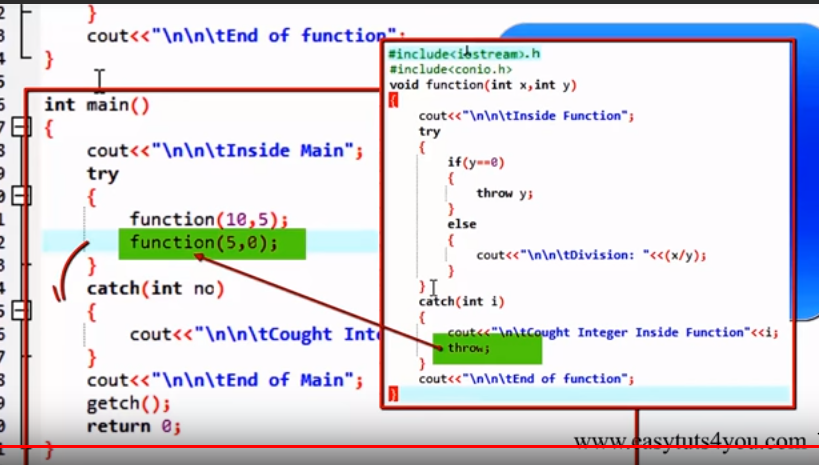 }
cout<<"\n\n\tEnd of function";
}
int main()
{
cout<<"\n\n\tInside Main";
try
{
function(10,5);
function(5,0);
}
catch(int no)
{
cout<<"\n\n\tCought Int
}
cout<<"\n\n\tEnd of Main";
getch();
return 0;
}
#include<iostream>.h
#include<conio.h>
void function(int x,int y)
{
cout<<"\n\n\tInside Function";
try
{
if(y==0)
{
throw y;
}
else
{
cout<<"\n\n\tDivision: "<<(x/y);
}
}
catch(int i)
{
cout<<"\n\tCought Integer Inside Function"<<i;
throw;
}
cout<<"\n\n\tEnd of function";
}
www.easytuts4you.com